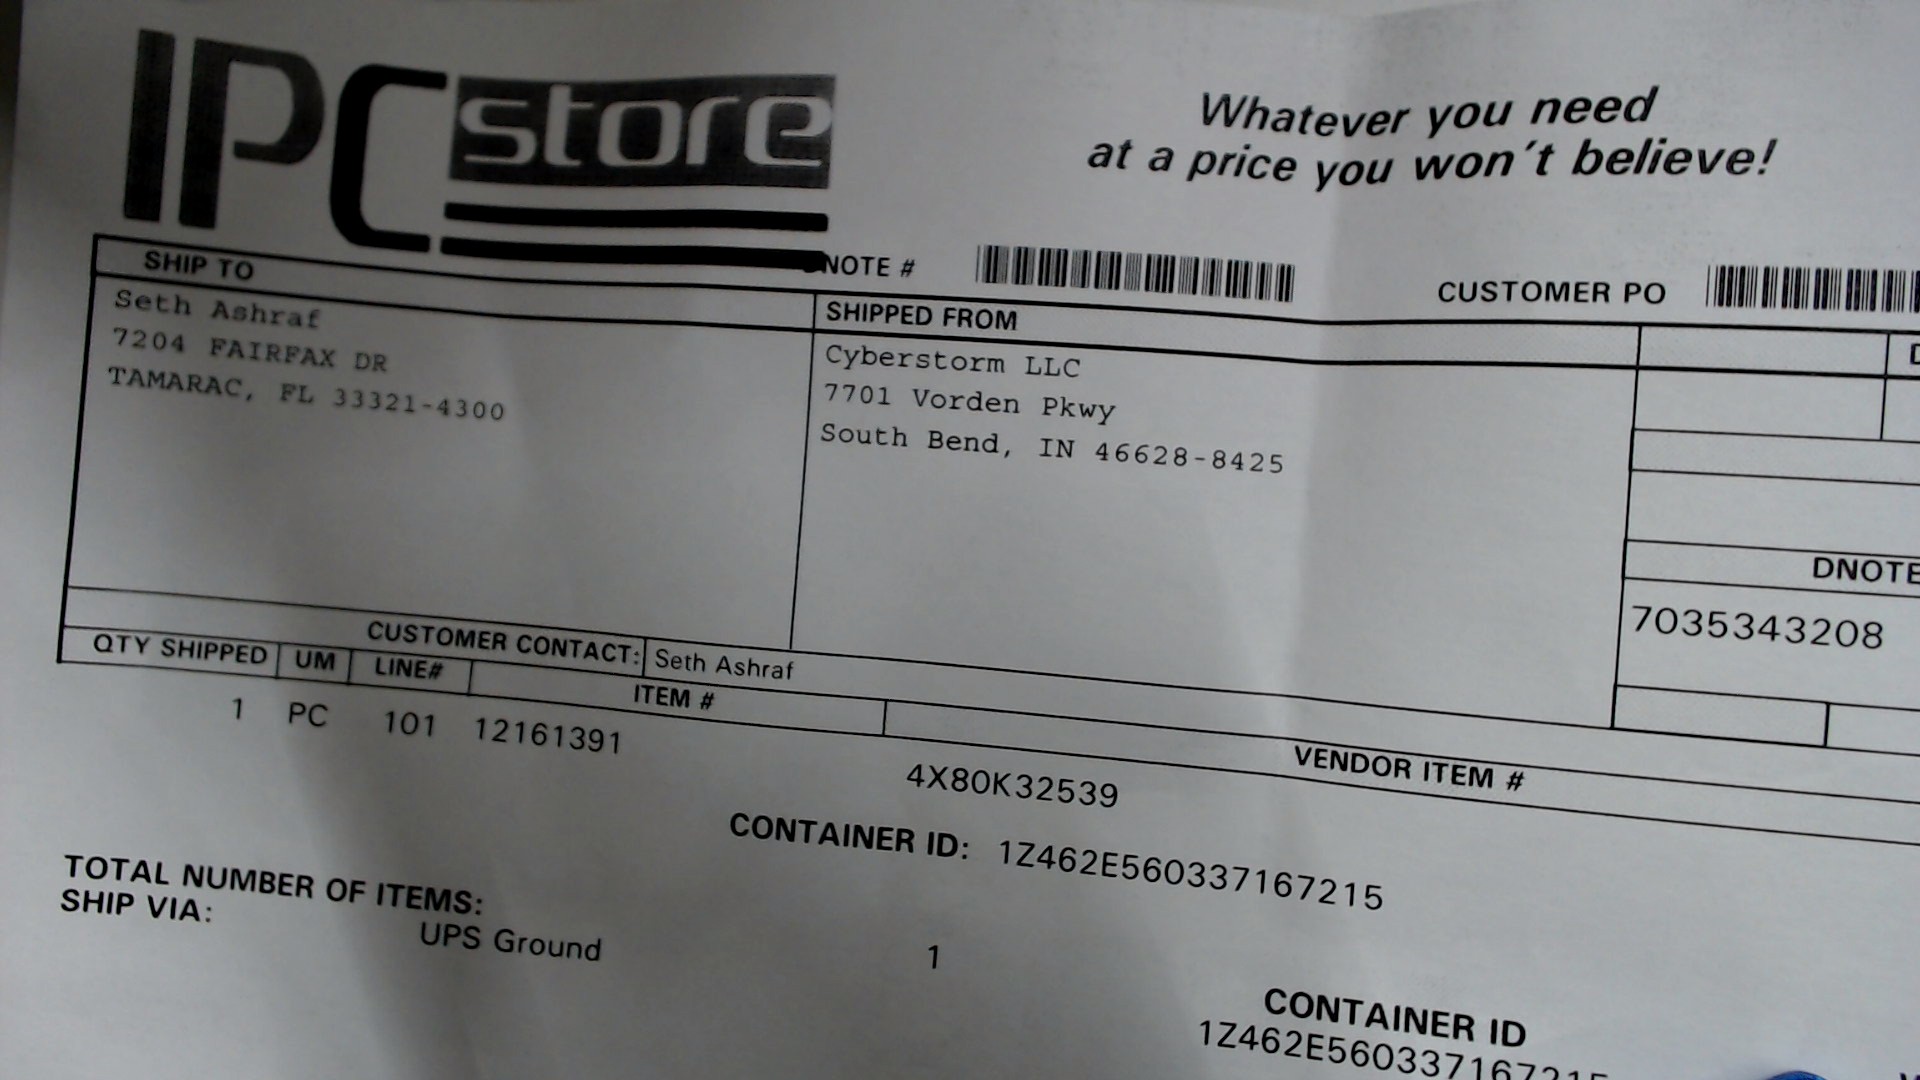 IPC store
Whatever you need
at a price you won't believe!
NOTE #
CUSTOMER PO
SHIP TO
Seth Ashraf
7204 FAIRFAX DR
TAMARAC, FL 33321-4300
SHIPPED FROM
Cyberstorm LLC
7701 Vorden Pkwy
South Bend, IN 46628-8425
DNOTE
7035343208
CUSTOMER CONTACT: Seth Ashraf
QTY SHIPPED UM LINE# ITEM # VENDOR ITEM #
1 PC 101 12161391 4X80K32539
CONTAINER ID: 1Z462E560337167215
TOTAL NUMBER OF ITEMS: 1
SHIP VIA: UPS Ground
CONTAINER ID
1Z462E560337167215